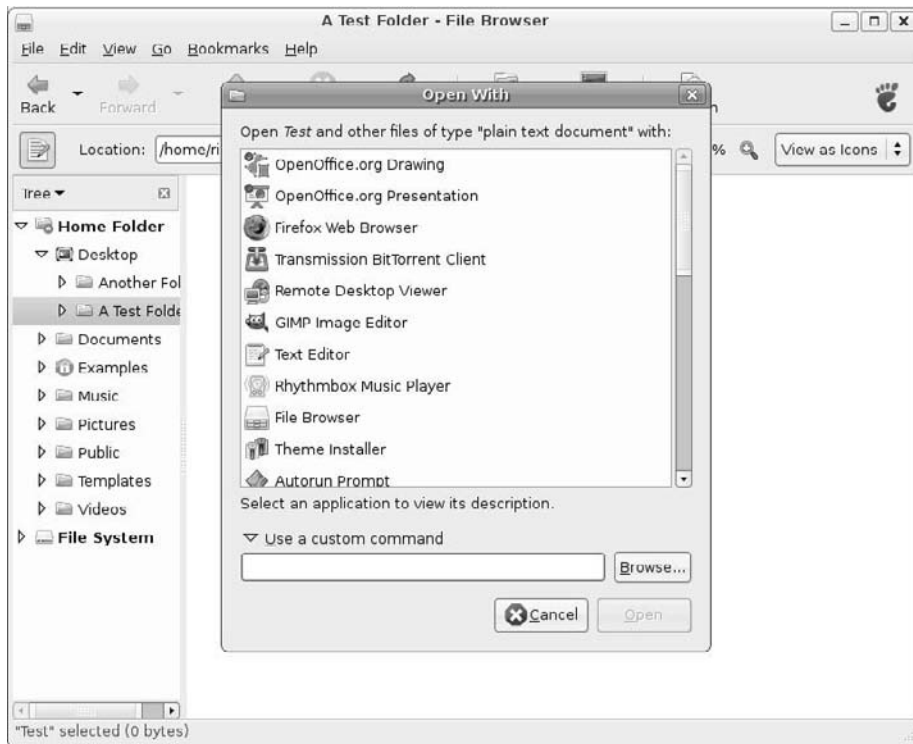 A Test Folder - File Browser
File Edit View Go Bookmarks Help
Back Forward
Open With
Location: /home/ri
% View as Icons
Open Test and other files of type "plain text document" with:
OpenOffice.org Drawing
OpenOffice.org Presentation
Firefox Web Browser
Transmission BitTorrent Client
Remote Desktop Viewer
GIMP Image Editor
Text Editor
Rhythmbox Music Player
File Browser
Theme Installer
Autorun Prompt
Select an application to view its description.
Use a custom command
Browse...
Cancel Open
Tree
Home Folder
Desktop
Another Fol
A Test Folde
Documents
Examples
Music
Pictures
Public
Templates
Videos
File System
"Test" selected (0 bytes)